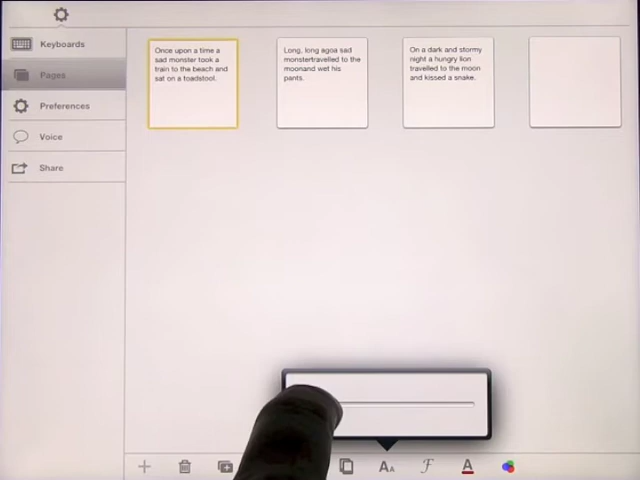 Keyboards
Pages
Preferences
Voice
Share
Once upon a time a
sad monster took a
train to the beach and
sat on a toadstool.
Long, long agoa sad
monstertravelled to the
moonand wet his
pants.
On a dark and stormy
night a hungry lion
travelled to the moon
and kissed a snake.
AA
F
A